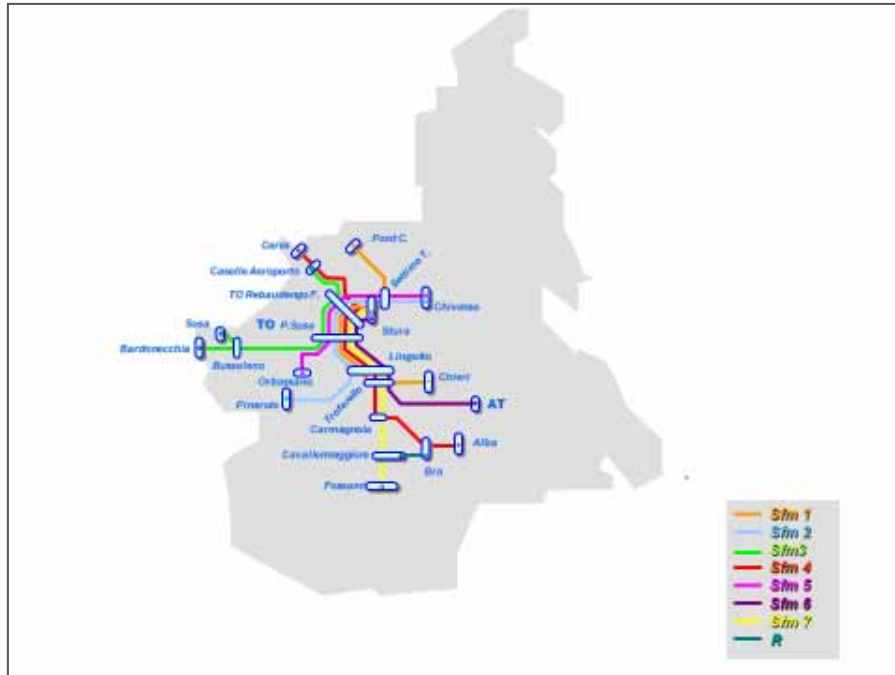 Pont C.
Ceres
Caselle Aeroporto
Settimo T.
TO Rebaudengo F.
Chivasso
Susa
TO P.Susa
Stura
Bardonecchia
Bussoleno
Lingotto
Orbassano
Chieri
Pinerolo
Trofarello
AT
Carmagnola
Alba
Cavallermaggiore
Bra
Fossano
Sfm 1
Sfm 2
Sfm3
Sfm 4
Sfm 5
Sfm 6
Sfm 7
R